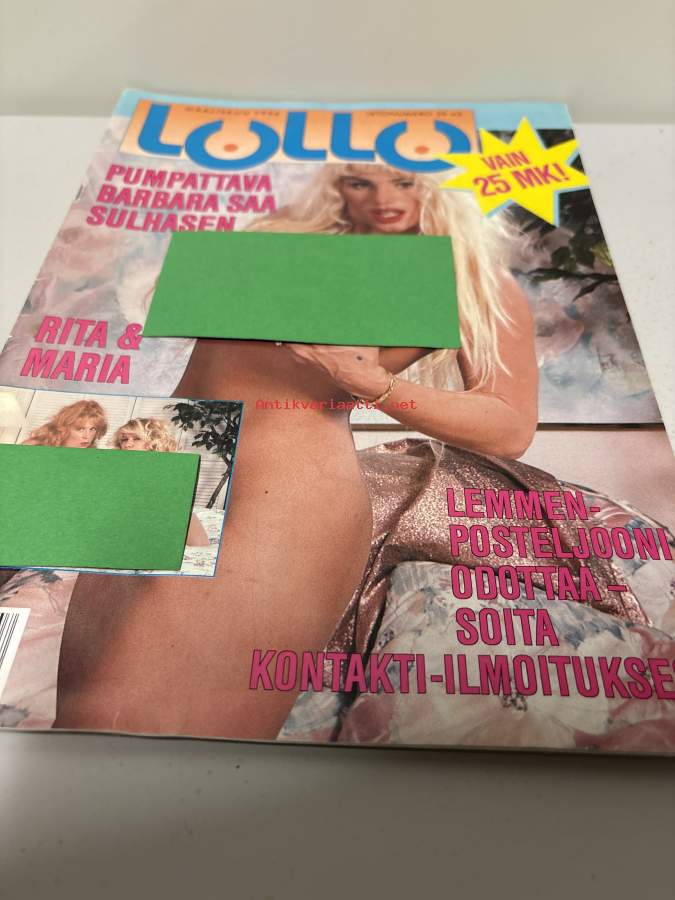 LOLLO
VAIN
25 MK!
PUMPATTAVA
BARBARA SAA
SULHASEN
RITA &
MARIA
Antikvariaatti.net
LEMMEN-
POSTELJOONI
ODOTTAA –
SOITA
KONTAKTI-ILMOITUKSE